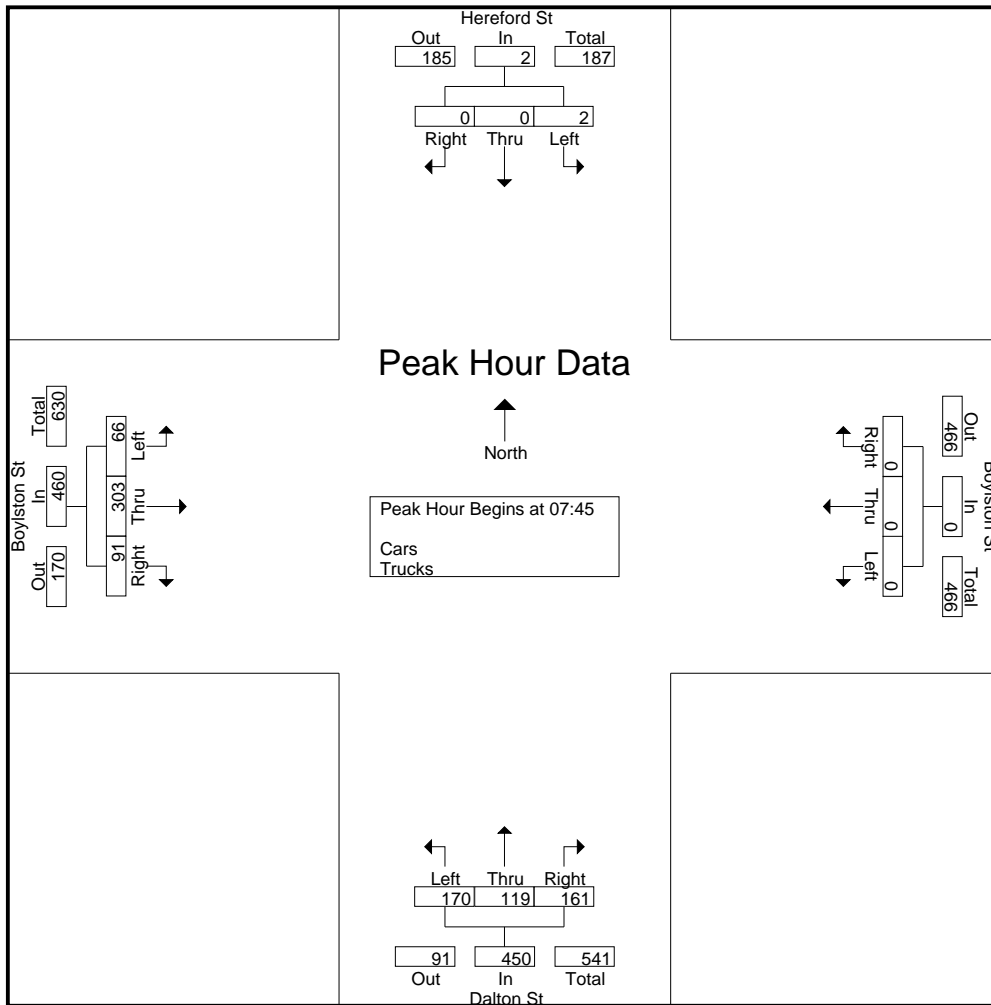 Hereford St
Out In Total
185 2 187
0 0 2
Right Thru Left
Peak Hour Data
North
Peak Hour Begins at 07:45
Cars
Trucks
Boylston St
Out In Total
170 460 630
91 303 66
Right Thru Left
Boylston St
Out In Total
466 0 466
Right Thru Left
0 0 0
Left Thru Right
170 119 161
91 450 541
Out In Total
Dalton St